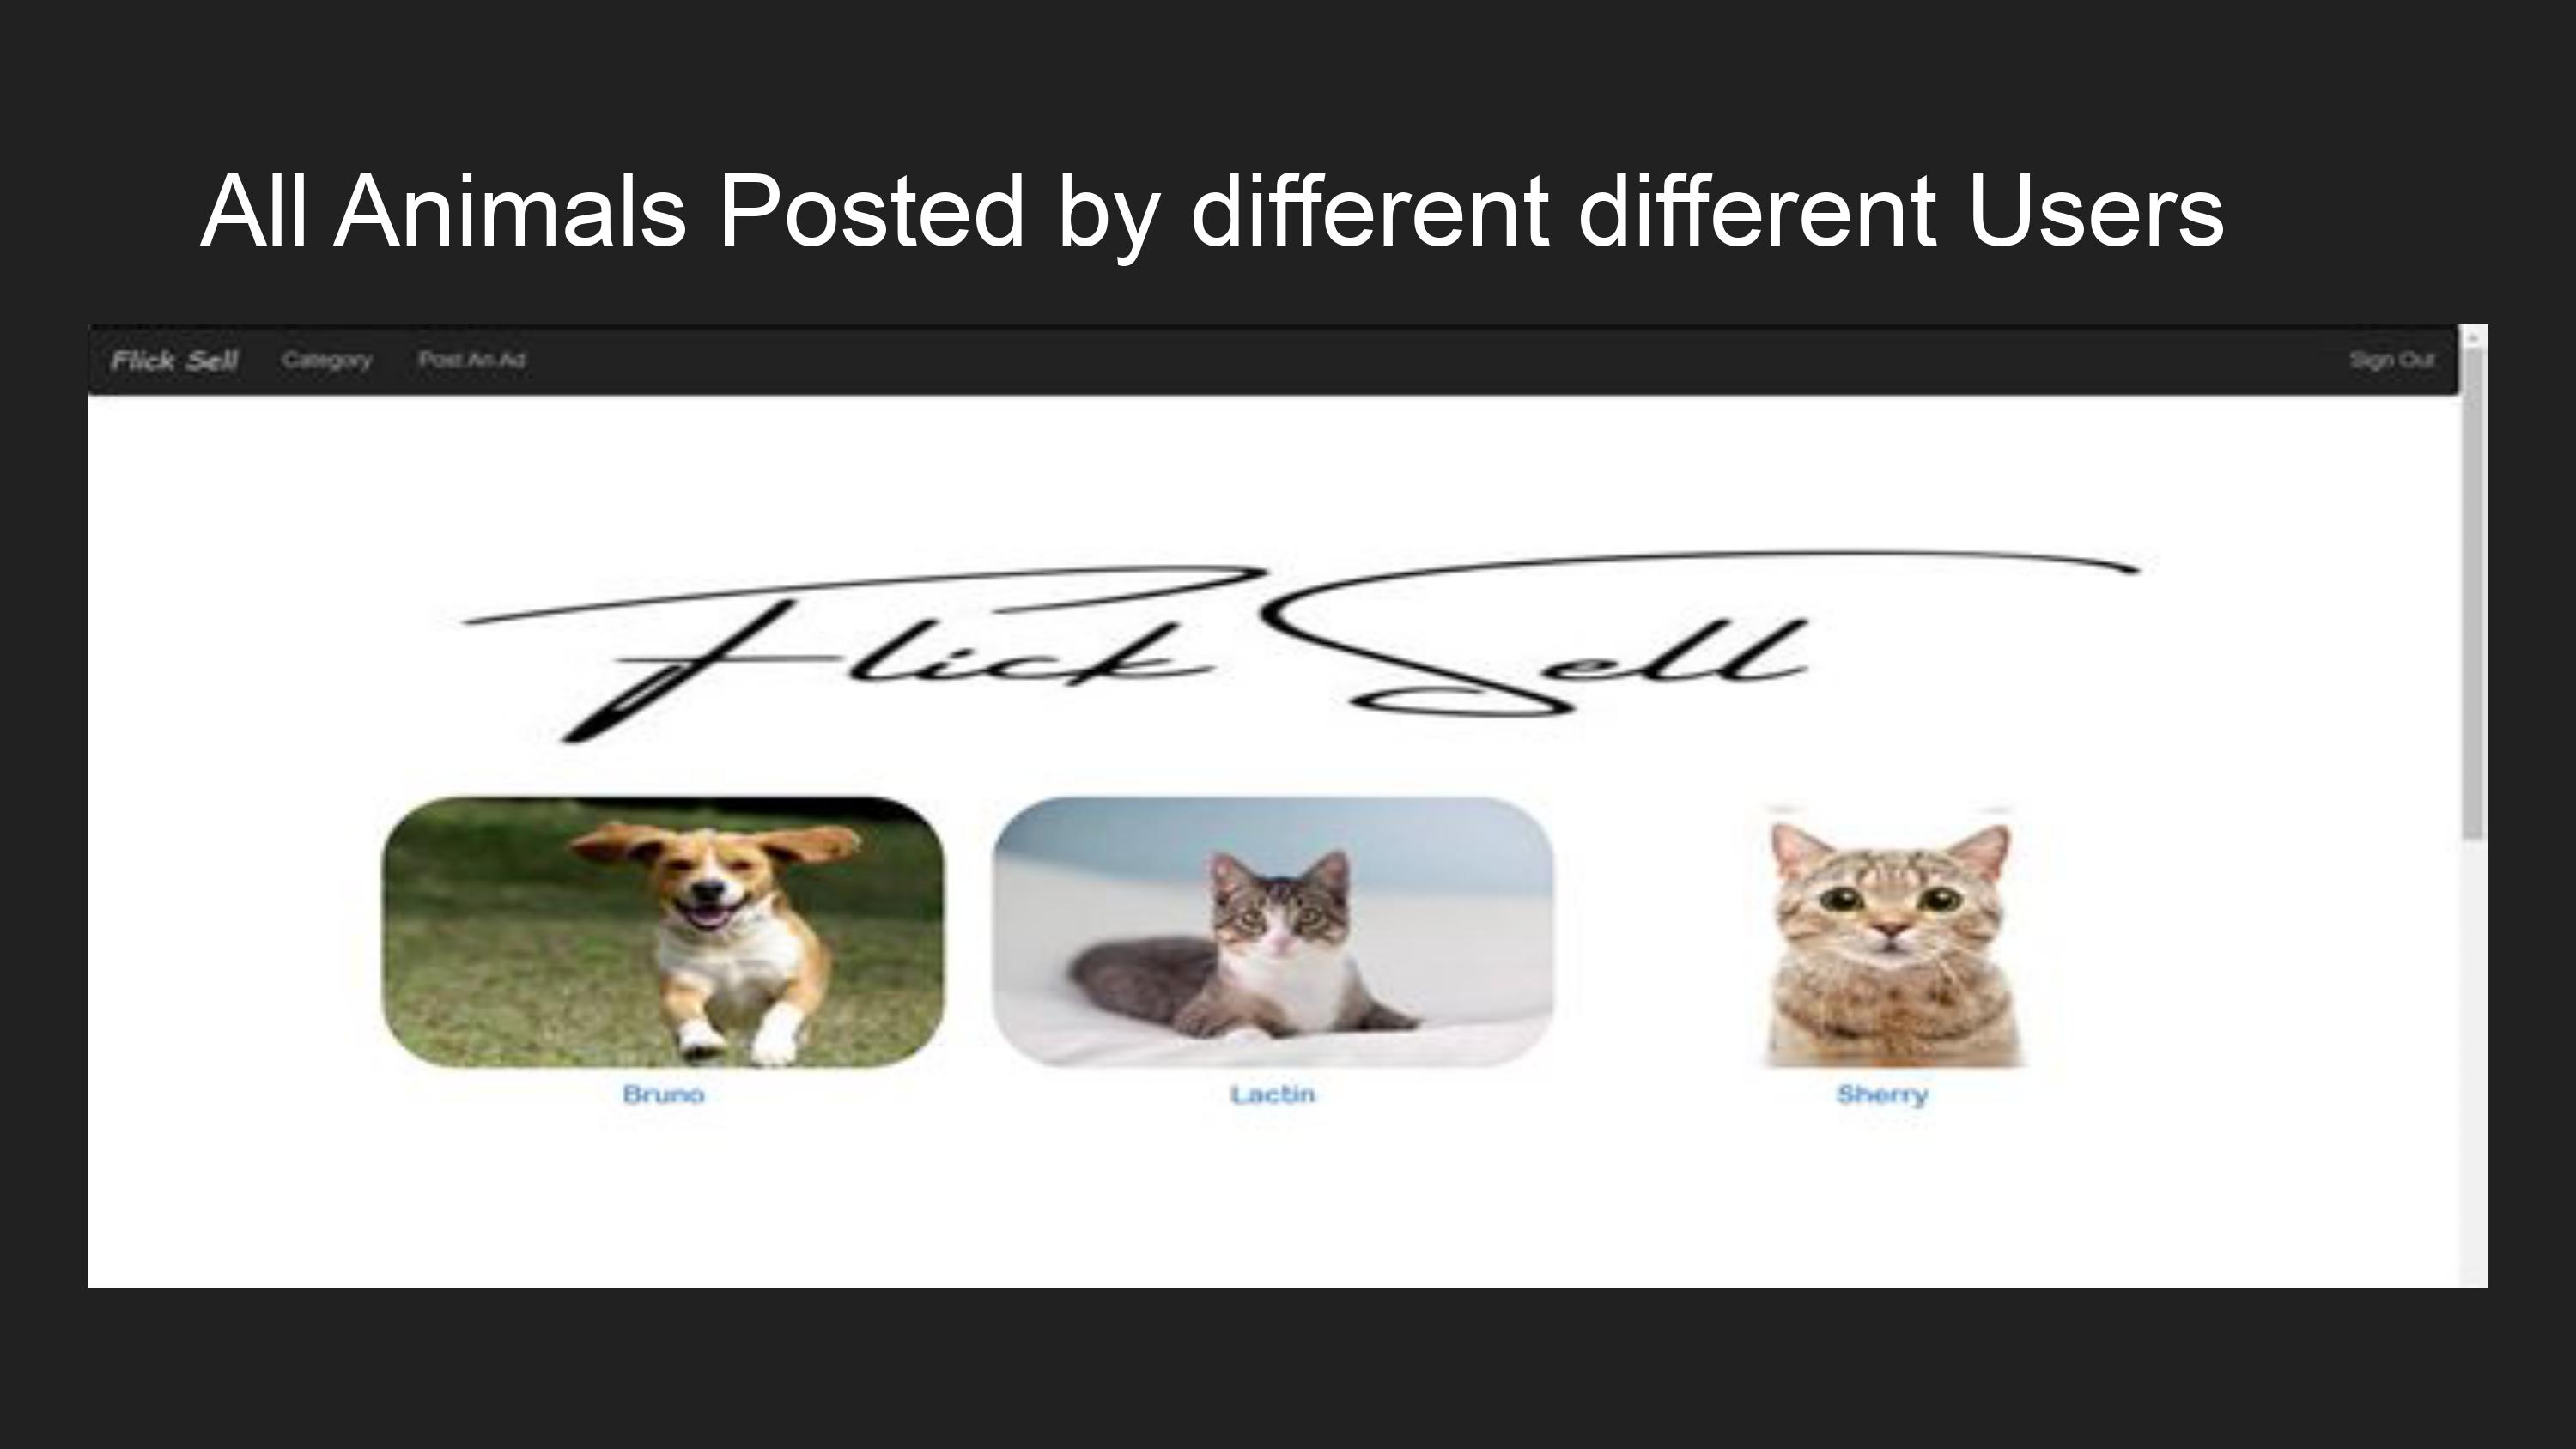 All Animals Posted by different different Users
Flick Sell Category Post An Ad Sign Out
Flick Sell
Bruno Lactin Sherry